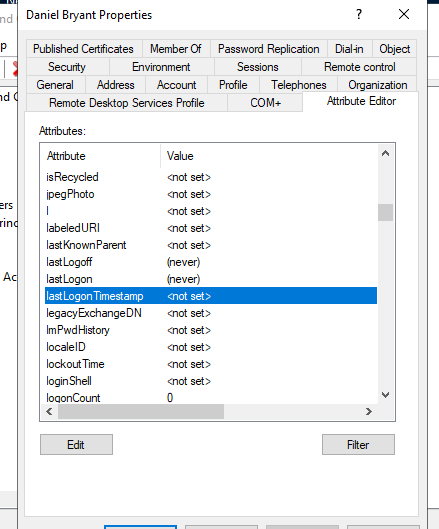 Daniel Bryant Properties
Published Certificates Member Of Password Replication Dial-in Object
Security Environment Sessions Remote control
General Address Account Profile Telephones Organization
Remote Desktop Services Profile COM+ Attribute Editor
Attributes:
Attribute Value
isRecycled <not set>
jpegPhoto <not set>
l <not set>
labeledURI <not set>
lastKnownParent <not set>
lastLogoff (never)
lastLogon (never)
lastLogonTimestamp <not set>
legacyExchangeDN <not set>
lmPwdHistory <not set>
localeID <not set>
lockoutTime <not set>
loginShell <not set>
logonCount 0
Edit Filter